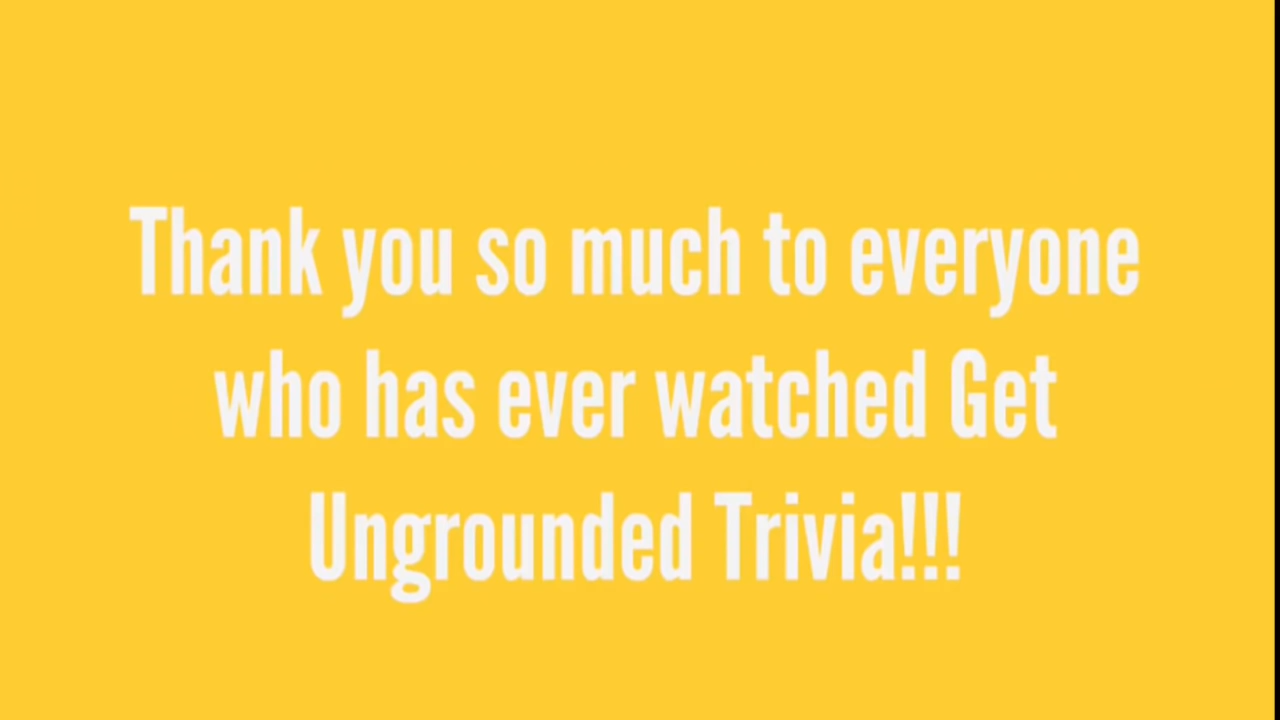 Thank you so much to everyone
who has ever watched Get
Ungrounded Trivia!!!